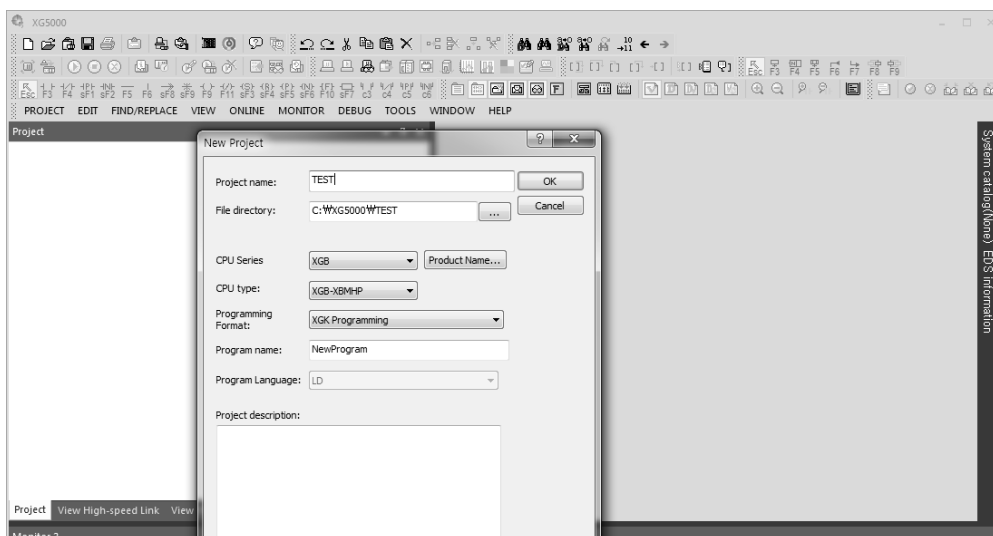 XG5000
PROJECT EDIT FIND/REPLACE VIEW ONLINE MONITOR DEBUG TOOLS WINDOW HELP
Project
New Project
Project name: TEST OK
File directory: C:₩XG5000₩TEST ... Cancel
CPU Series XGB Product Name...
CPU type: XGB-XBMHP
Programming
Format: XGK Programming
Program name: NewProgram
Program Language: LD
Project description:
System catalog(None) EDS information
Project View High-speed Link View